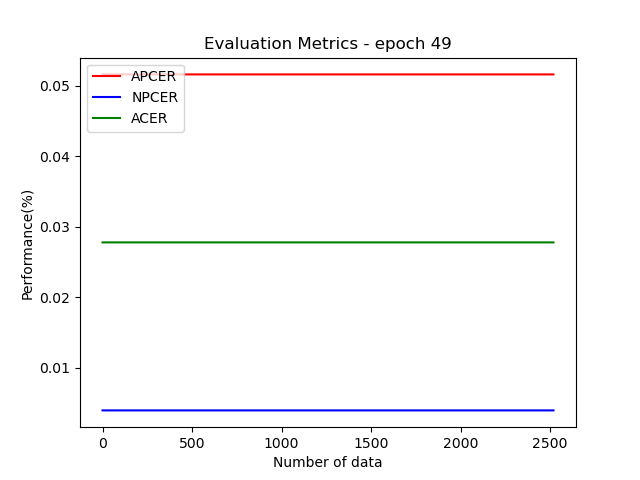 Evaluation Metrics - epoch 49
APCER
NPCER
ACER
Performance(%)
0.05
0.04
0.03
0.02
0.01
0 500 1000 1500 2000 2500
Number of data